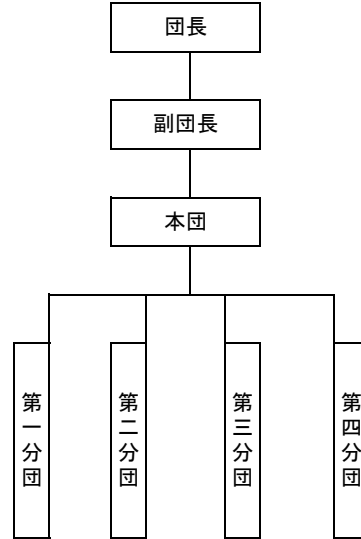 団長
副団長
本団
第一分団
第二分団
第三分団
第四分団